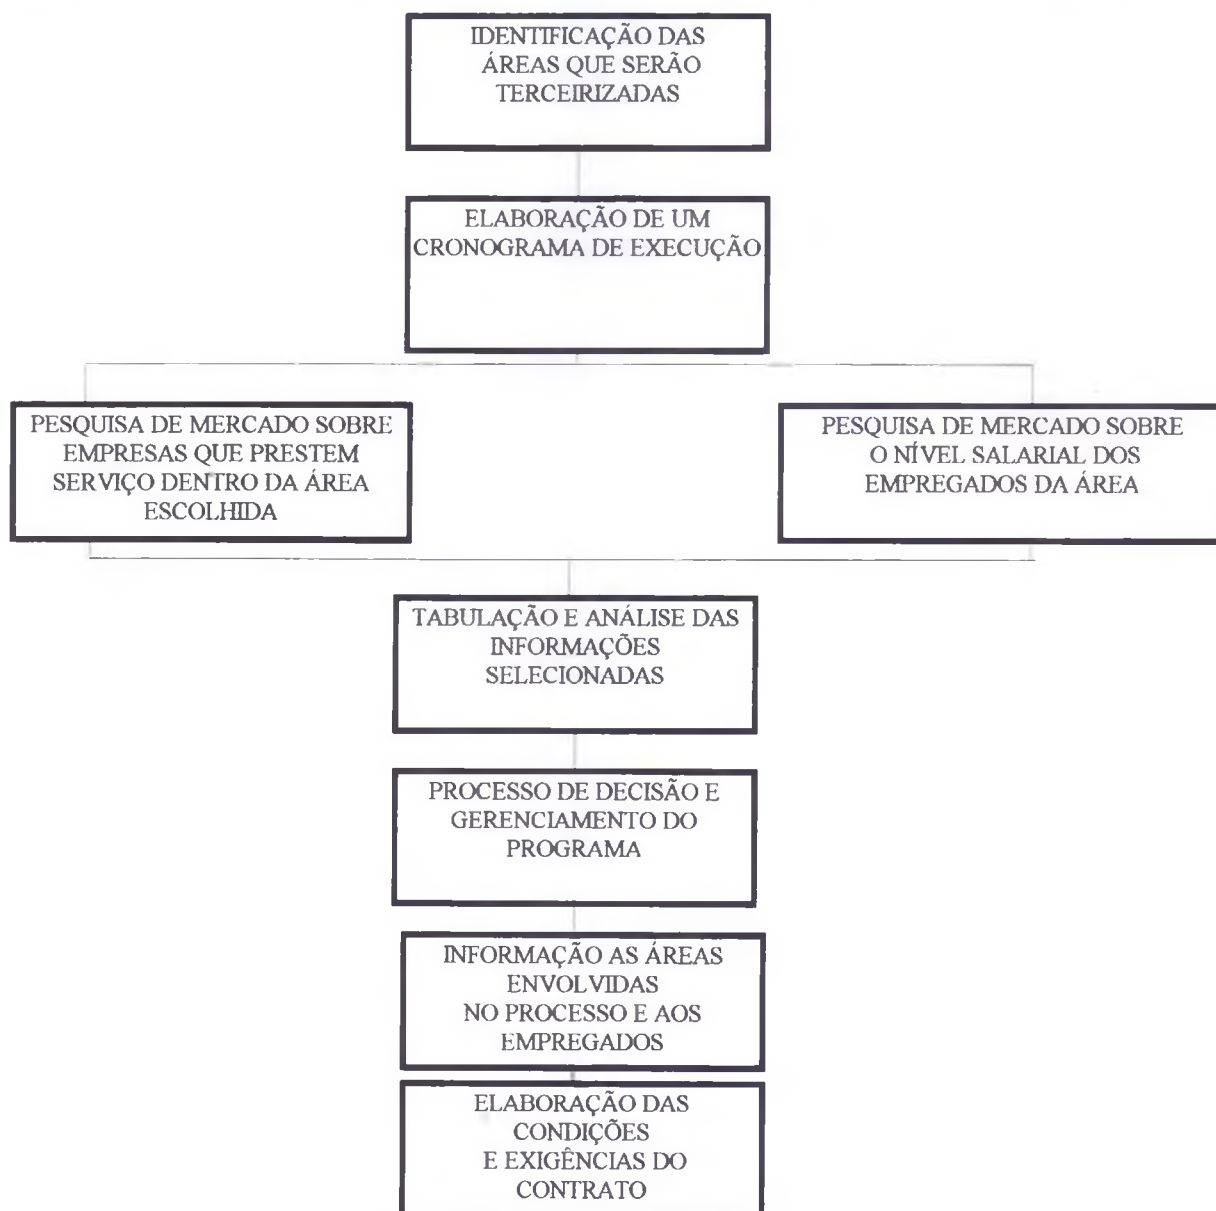 IDENTIFICAÇÃO DAS
ÁREAS QUE SERÃO
TERCEIRIZADAS
ELABORAÇÃO DE UM
CRONOGRAMA DE EXECUÇÃO
PESQUISA DE MERCADO SOBRE
EMPRESAS QUE PRESTEM
SERVIÇO DENTRO DA ÁREA
ESCOLHIDA
PESQUISA DE MERCADO SOBRE
O NÍVEL SALARIAL DOS
EMPREGADOS DA ÁREA
TABULAÇÃO E ANÁLISE DAS
INFORMAÇÕES
SELECIONADAS
PROCESSO DE DECISÃO E
GERENCIAMENTO DO
PROGRAMA
INFORMAÇÃO AS ÁREAS
ENVOLVIDAS
NO PROCESSO E AOS
EMPREGADOS
ELABORAÇÃO DAS
CONDIÇÕES
E EXIGÊNCIAS DO
CONTRATO